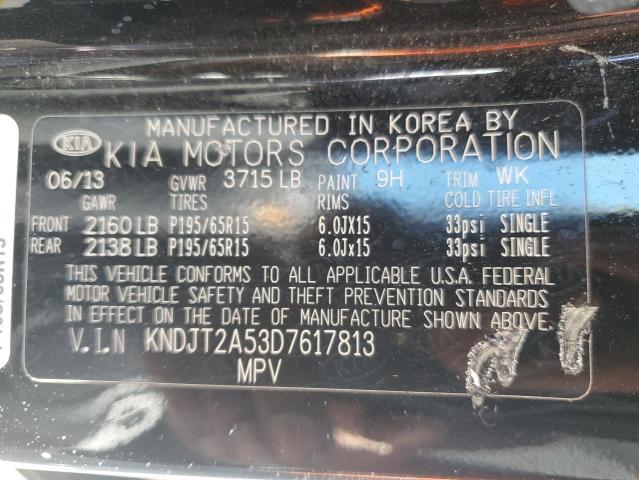 MANUFACTURED IN KOREA BY
KIA KIA MOTORS CORPORATION
06/13 GVWR 3715 LB PAINT 9H TRIM WK
GAWR TIRES RIMS COLD TIRE INFL
FRONT 2160 LB P195/65R15 6.0JX15 33psi SINGLE
REAR 2138 LB P195/65R15 6.0Jx15 33psi SINGLE
THIS VEHICLE CONFORMS TO ALL APPLICABLE U.S.A. FEDERAL
MOTOR VEHICLE SAFETY AND THEFT PREVENTION STANDARDS
IN EFFECT ON THE DATE OF MANUFACTURE SHOWN ABOVE.
V.I.N KNDJT2A53D7617813
MPV